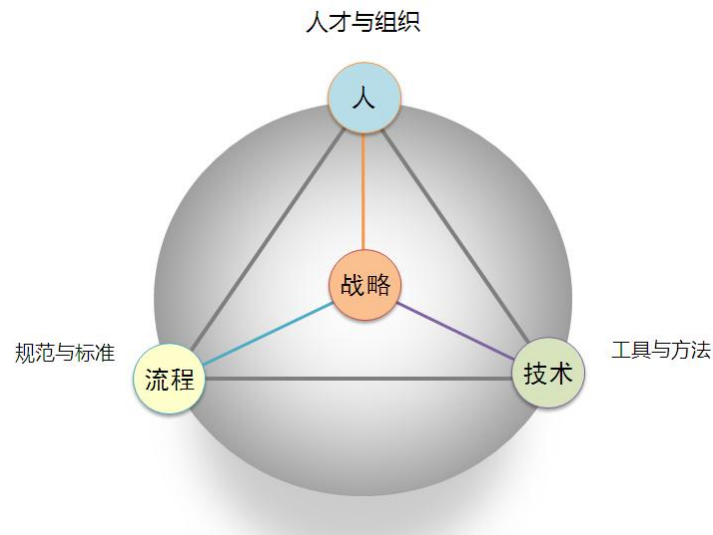 人才与组织
人
战略
规范与标准
流程
技术
工具与方法